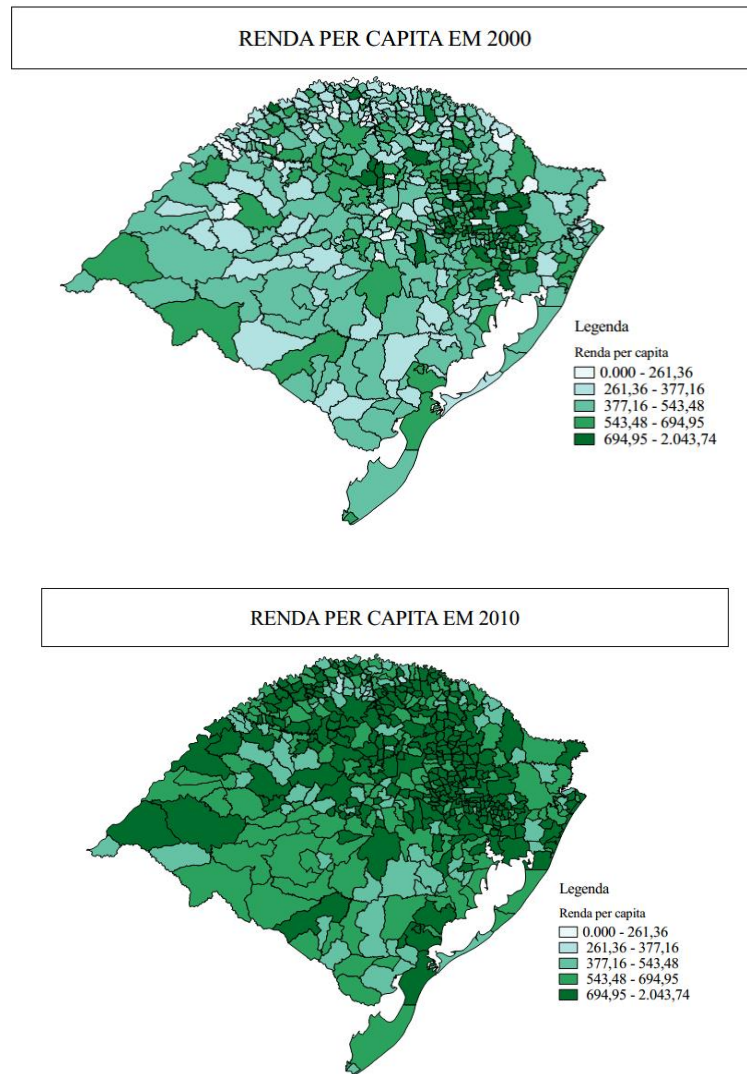 RENDA PER CAPITA EM 2000
Legenda
Renda per capita
0.000 - 261,36
261,36 - 377,16
377,16 - 543,48
543,48 - 694,95
694,95 - 2.043,74
RENDA PER CAPITA EM 2010
Legenda
Renda per capita
0.000 - 261,36
261,36 - 377,16
377,16 - 543,48
543,48 - 694,95
694,95 - 2.043,74